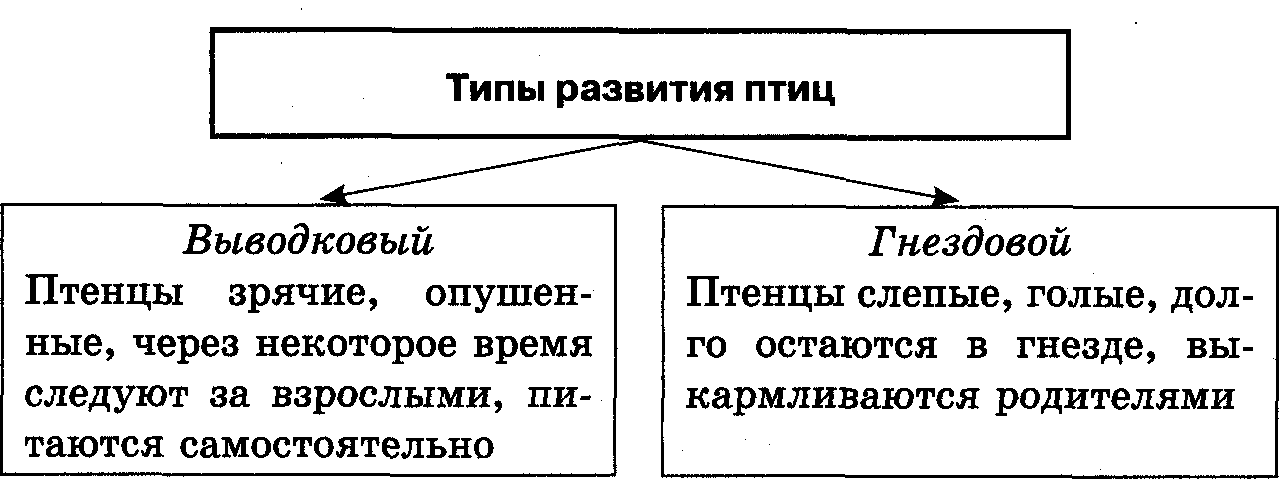 Типы развития птиц
Выводковый
Птенцы зрячие, опушен-
ные, через некоторое время
следуют за взрослыми, пи-
таются самостоятельно
Гнездовой
Птенцы слепые, голые, дол-
го остаются в гнезде, вы-
кармливаются родителями